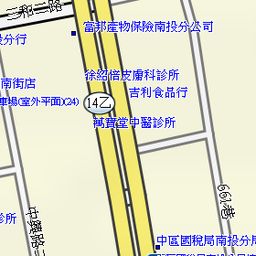 三和二路
富邦產物保險南投分公司
投分行
徐紹倍皮膚科診所
南街店
吉利食品行
車場(室外平面)(24)
14乙
萬寶堂中醫診所
661巷
診所
中興路
中區國稅局南投分局